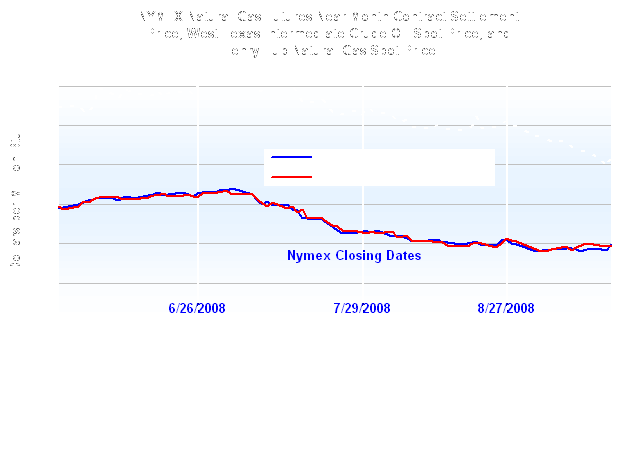 NYMEX Natural Gas Futures Near Month Contract Settlement
Price, West Texas Intermediate Crude Oil Spot Price, and
Henry Hub Natural Gas Spot Price
Nymex Closing Dates
6/26/2008
7/29/2008
8/27/2008